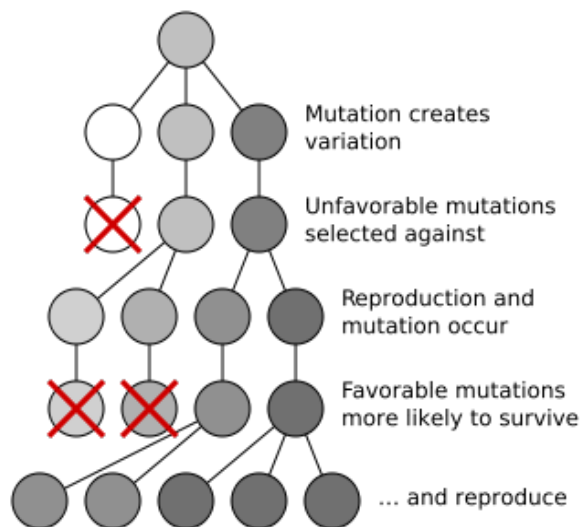 Mutation creates
variation
Unfavorable mutations
selected against
Reproduction and
mutation occur
Favorable mutations
more likely to survive
... and reproduce